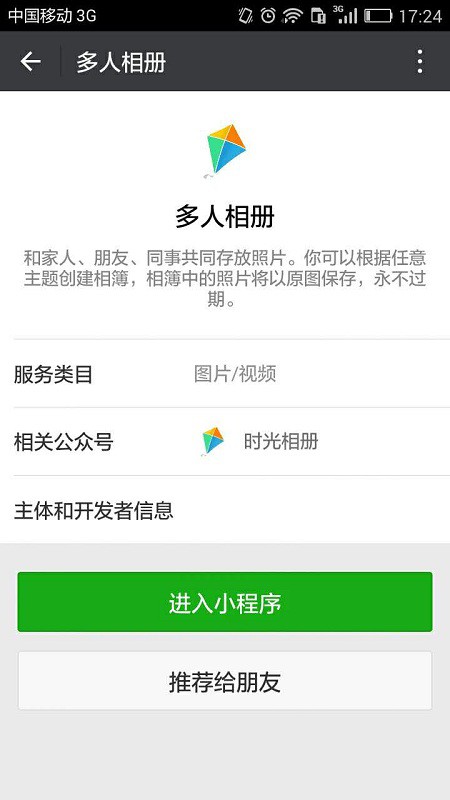 中国移动 3G
3G
17:24
多人相册
多人相册
和家人、朋友、同事共同存放照片。你可以根据任意
主题创建相簿，相簿中的照片将以原图保存，永不过
期。
服务类目 图片/视频
相关公众号 时光相册
主体和开发者信息
进入小程序
推荐给朋友